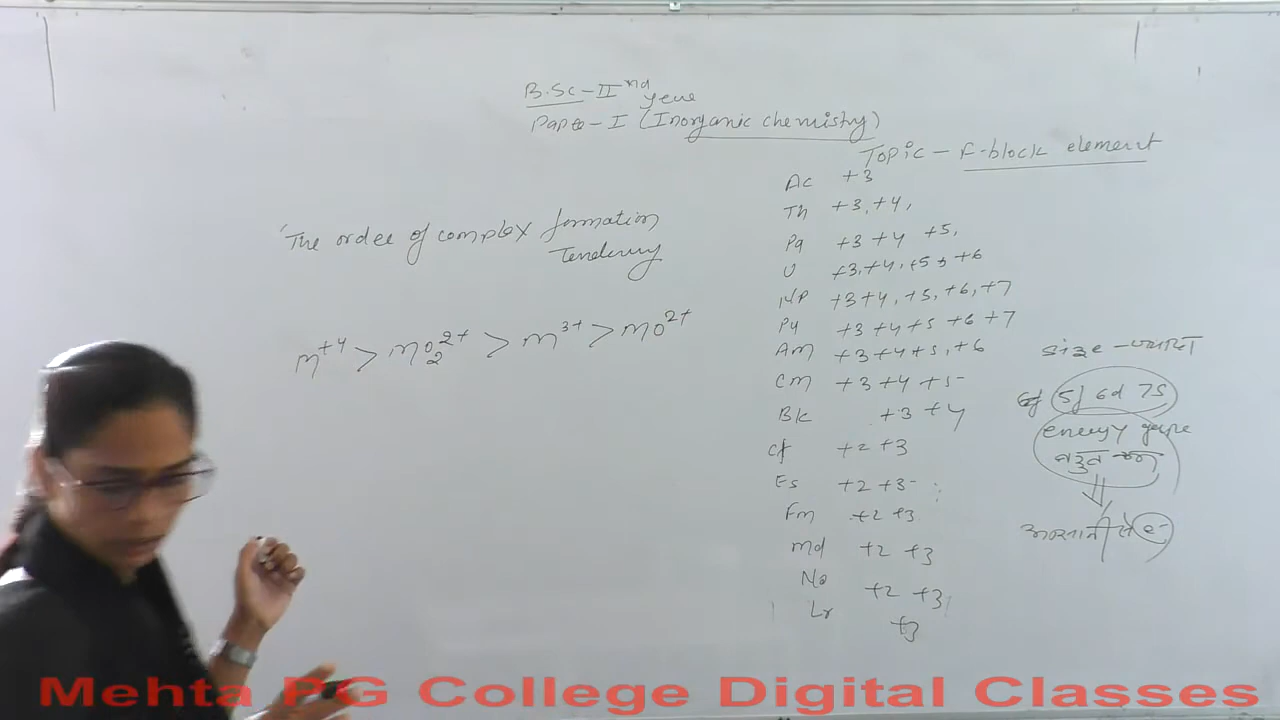 B.Sc-IInd year
Paper-I (Inorganic chemistry)
Topic - F-block element
The order of complex formation
Tendency
M+4 > MO2 2+ > M3+ > MO2+
Ac +3
Th +3, +4,
Pa +3 +4 +5,
U +3, +4, +5, +6
Np +3 +4, +5, +6, +7
Pu +3 +4 +5 +6 +7
Am +3 +4 +5, +6
Cm +3 +4 +5
Bk +3 +4
Cf +2 +3
Es +2 +3
Fm +2 +3
Md +2 +3
No +2 +3
Lr +3
size - ज्यादा
5f 6d 7s
energy gape
बहुत कम
आसानी से e-
Mehta PG College Digital Classes